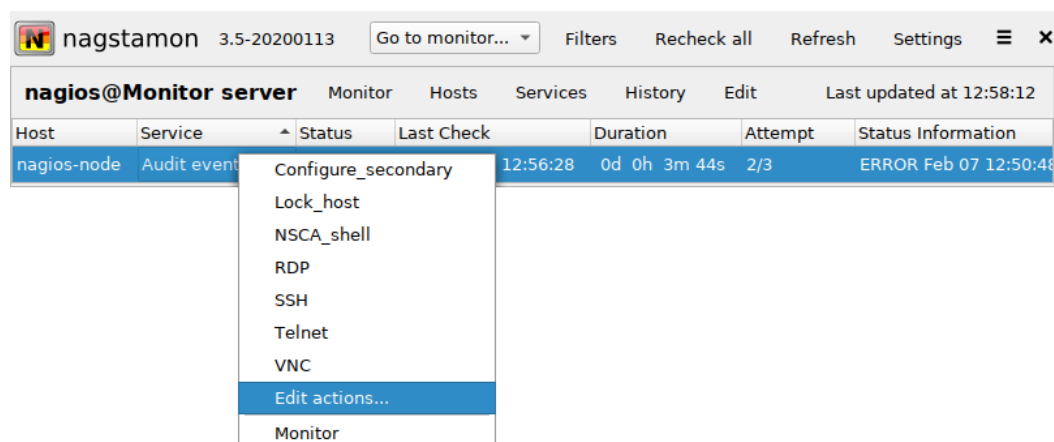 N nagstamon 3.5-20200113 Go to monitor... Filters Recheck all Refresh Settings
nagios@Monitor server Monitor Hosts Services History Edit Last updated at 12:58:12
Host Service Status Last Check Duration Attempt Status Information
nagios-node Audit event 12:56:28 0d 0h 3m 44s 2/3 ERROR Feb 07 12:50:48
Configure_secondary
Lock_host
NSCA_shell
RDP
SSH
Telnet
VNC
Edit actions...
Monitor